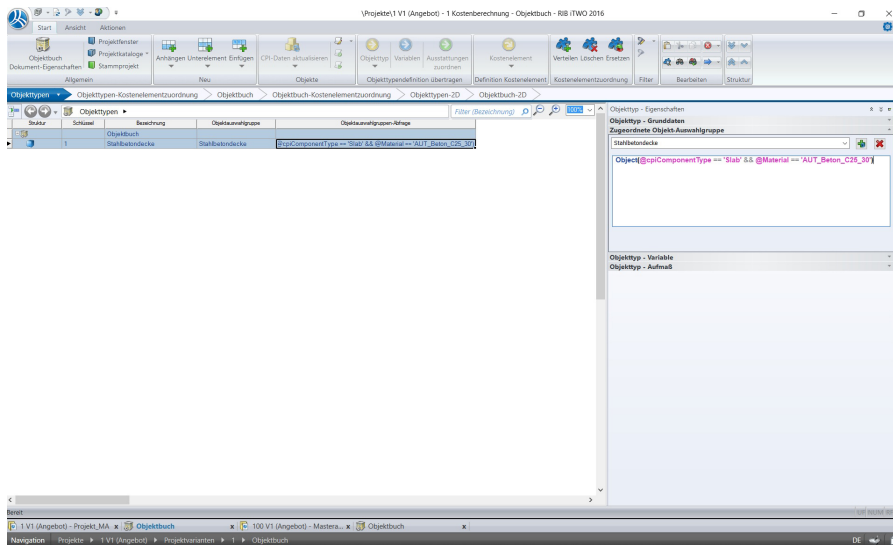 \Projekte\1 V1 (Angebot) - 1 Kostenberechnung - Objektbuch - RIB iTWO 2016
Start Ansicht Aktionen
Objektbuch Dokument-Eigenschaften
Projektfenster
Projektkataloge
Stammprojekt
Anhängen Unterelement Einfügen
CPI-Daten aktualisieren
Objekttyp Variablen Ausstattungen zuordnen
Kostenelement
Verteilen Löschen Ersetzen
Allgemein Neu Objekte Objekttypendefinition übertragen Definition Kostenelement Kostenelementzuordnung Filter Bearbeiten Struktur
Objekttypen Objekttypen-Kostenelementzuordnung Objektbuch Objektbuch-Kostenelementzuordnung Objekttypen-2D Objektbuch-2D
Objekttypen
Filter (Bezeichnung)
100%
Struktur Schlüssel Bezeichnung Objektauswahlgruppe Objektauswahlgruppen-Abfrage
Objektbuch
1 Stahlbetondecke Stahlbetondecke @cpiComponentType == 'Slab' && @Material == 'AUT_Beton_C25_30')
Objekttyp - Eigenschaften
Objekttyp - Grunddaten
Zugeordnete Objekt-Auswahlgruppe
Stahlbetondecke
Object(@cpiComponentType == 'Slab' && @Material == 'AUT_Beton_C25_30')
Objekttyp - Variable
Objekttyp - Aufmaß
Bereit
1 V1 (Angebot) - Projekt_MA x Objektbuch x 100 V1 (Angebot) - Mastera... x Objektbuch x
Navigation Projekte 1 V1 (Angebot) Projektvarianten 1 Objektbuch DE